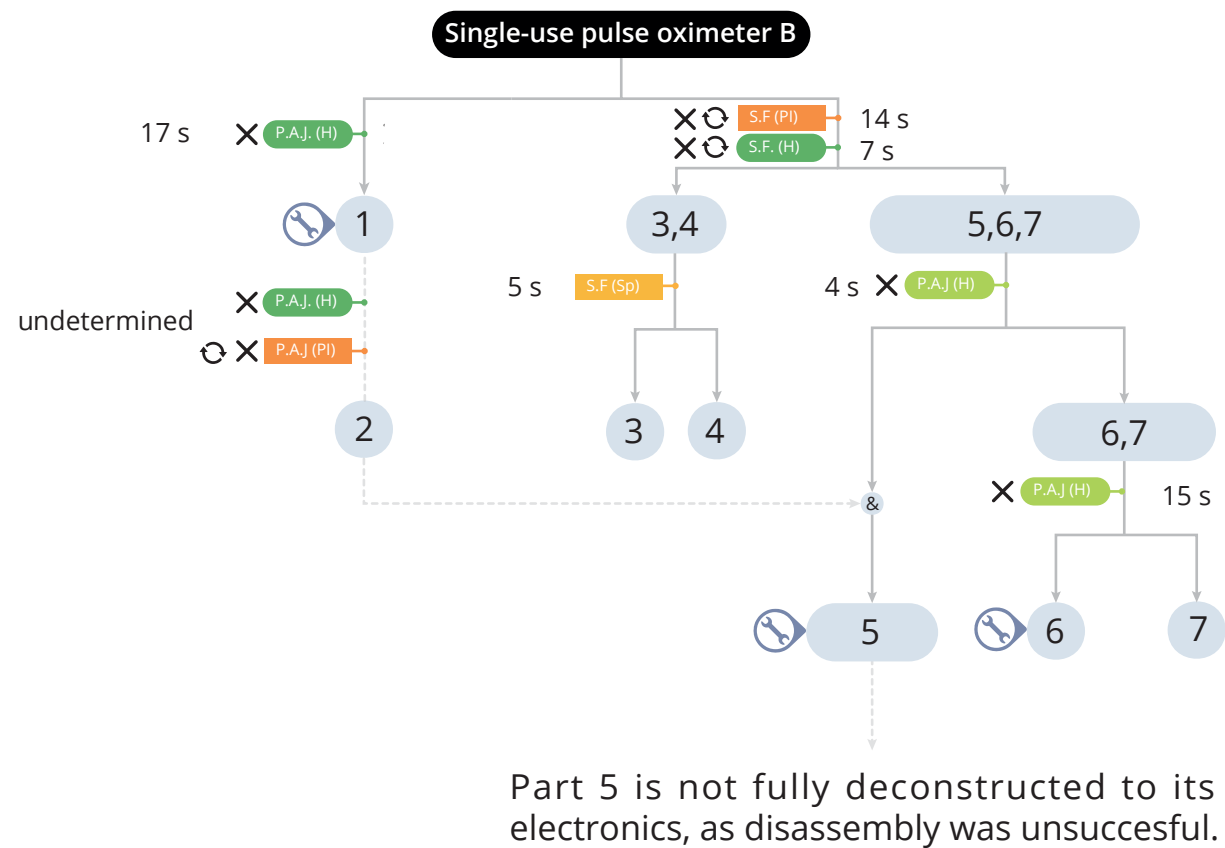 Single-use pulse oximeter B
17 s
P.A.J. (H)
S.F (Pl)
14 s
S.F. (H)
7 s
1
3,4
5,6,7
undetermined
P.A.J. (H)
P.A.J (Pl)
5 s
S.F (Sp)
4 s
P.A.J (H)
2
3
4
6,7
&
P.A.J (H)
15 s
5
6
7
Part 5 is not fully deconstructed to its
electronics, as disassembly was unsuccesful.